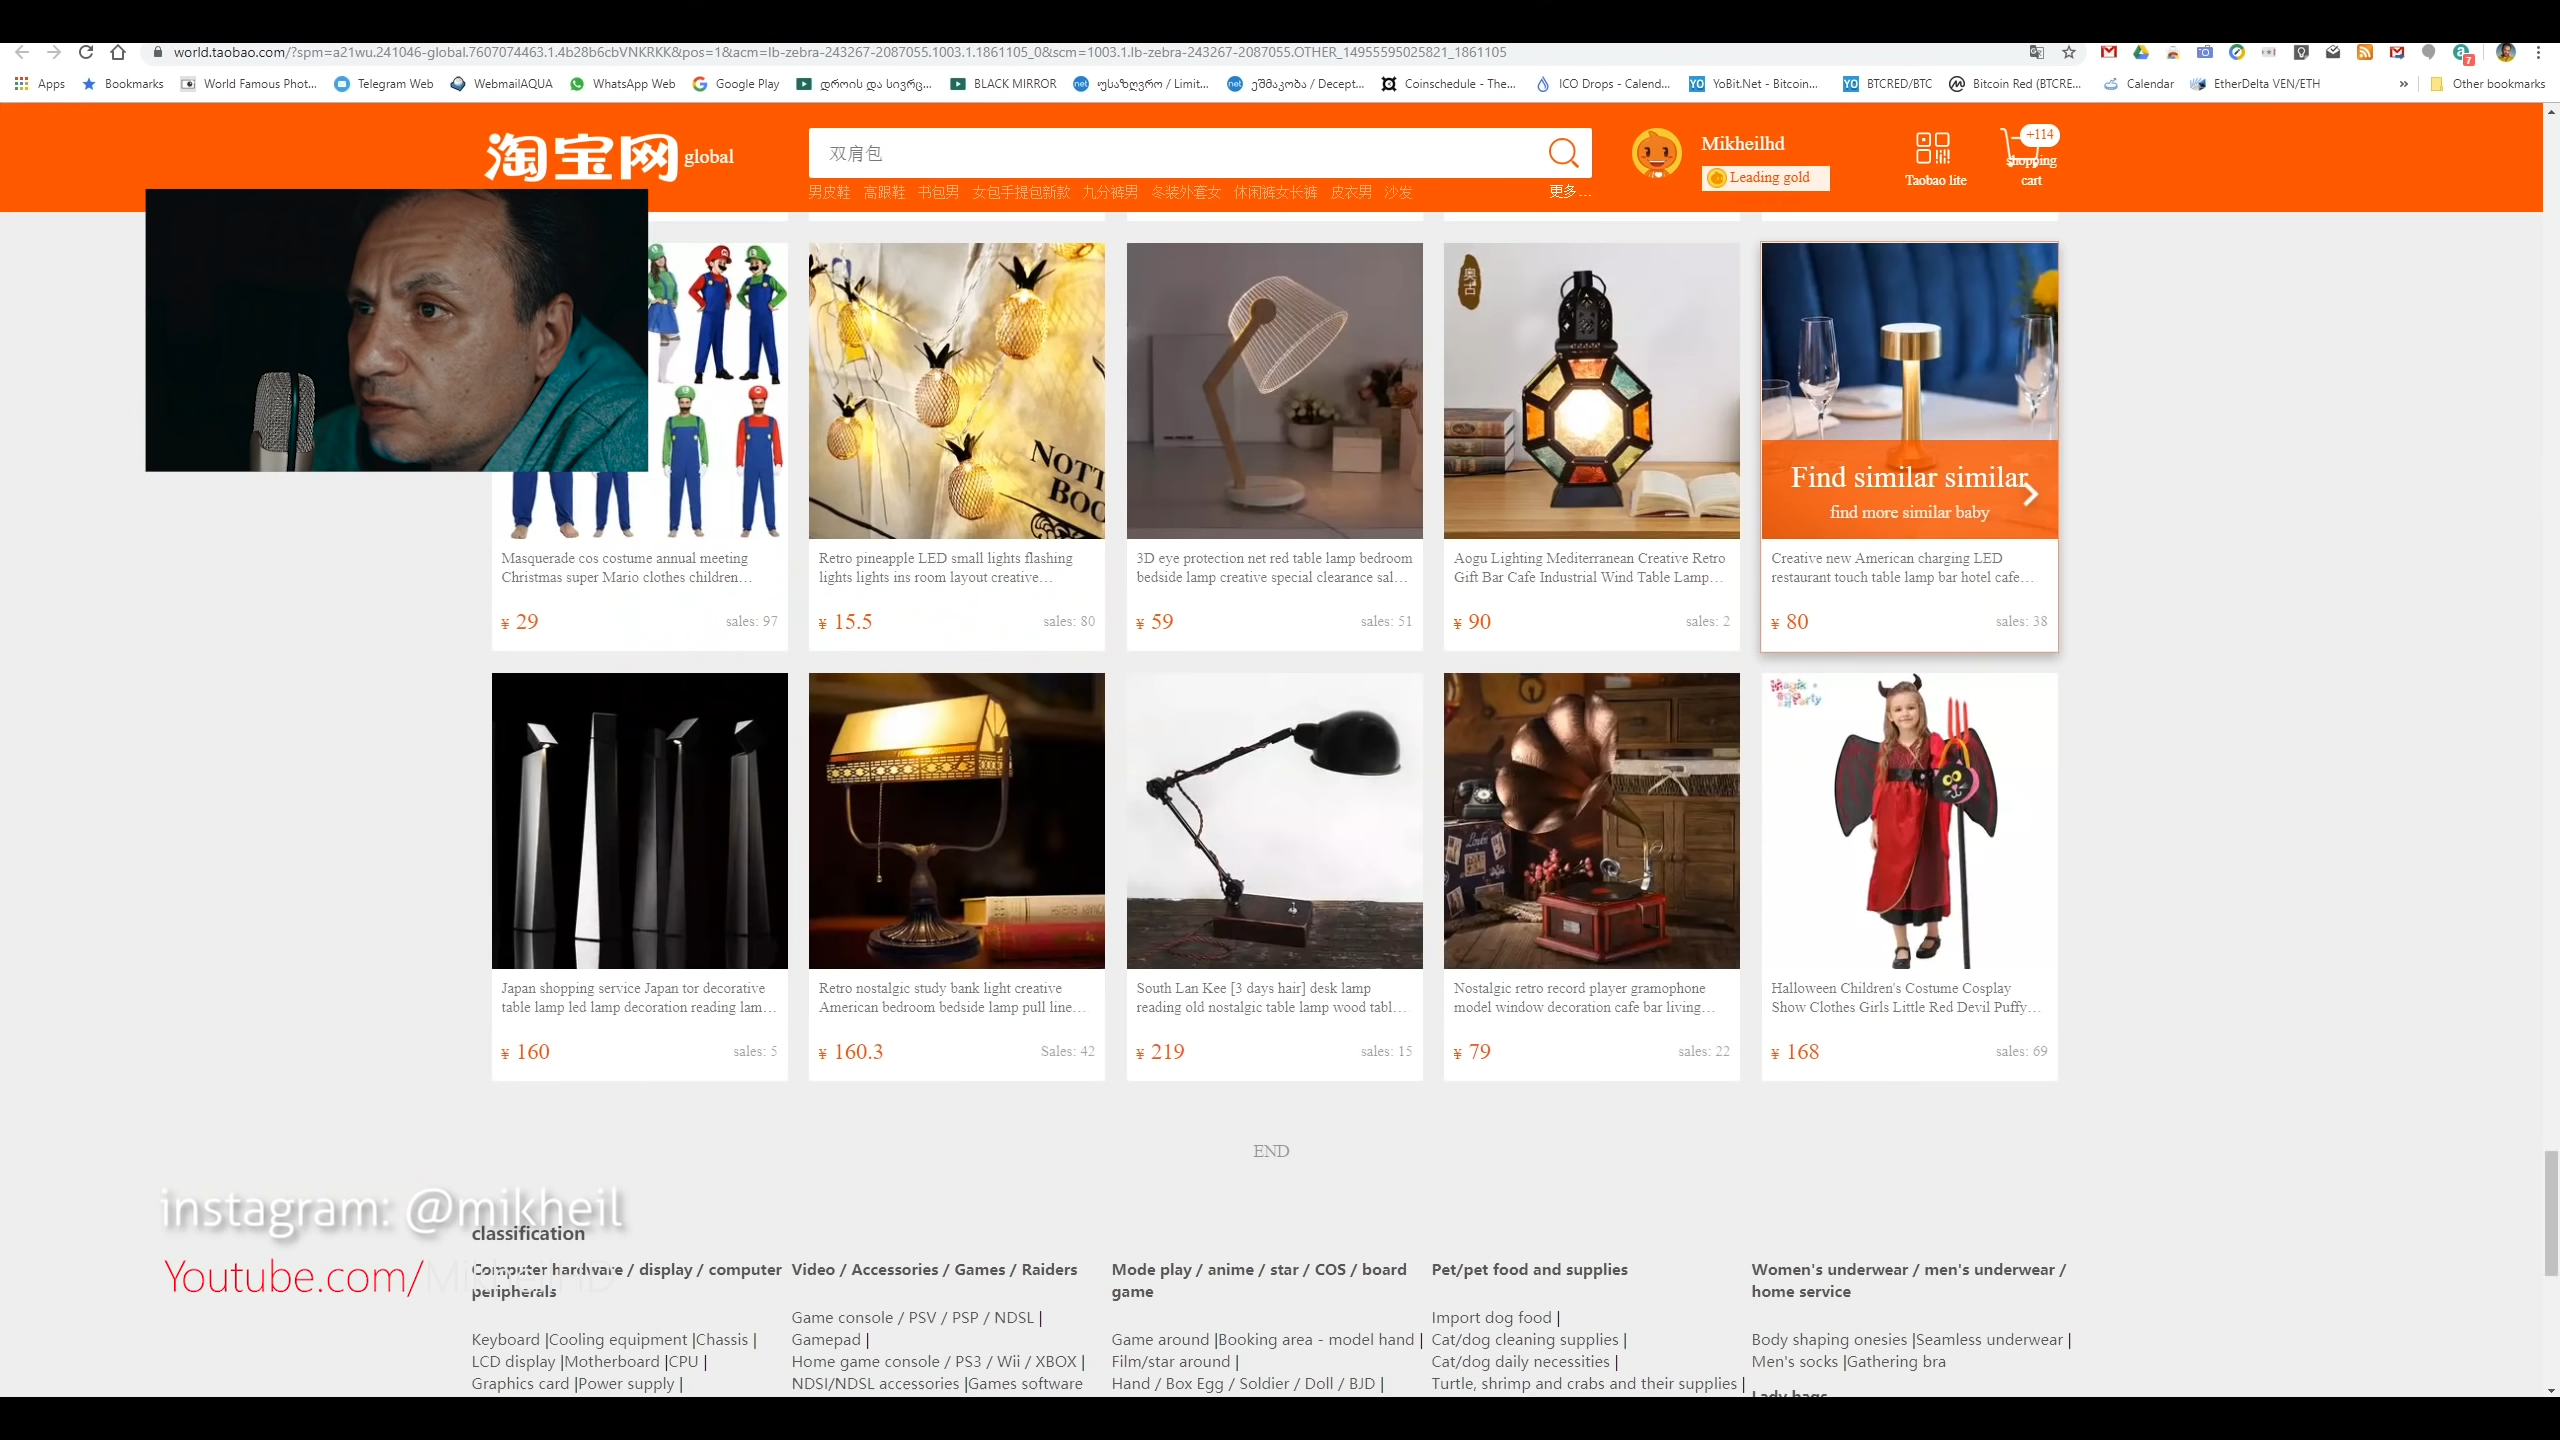 world.taobao.com/?spm=a21wu.241046-global.7607074463.1.4b28b6cbVNKRKK&pos=1&acm=lb-zebra-243267-2087055.1003.1.1861105_0&scm=1003.1.lb-zebra-243267-2087055.OTHER_14955595025821_1861105
7
Apps Bookmarks World Famous Phot... Telegram Web WebmailAQUA WhatsApp Web Google Play დროის და სივრც... BLACK MIRROR უსაზღვრო / Limit... ეშმაკობა / Decept... Coinschedule - The... ICO Drops - Calend... YoBit.Net - Bitcoin... BTCRED/BTC Bitcoin Red (BTCRE... Calendar EtherDelta VEN/ETH » Other bookmarks
淘宝网 global
双肩包
男皮鞋 高跟鞋 书包男 女包手提包新款 九分裤男 冬装外套女 休闲裤女长裤 皮衣男 沙发 更多...
Mikheilhd
Leading gold
Taobao lite
+114
shopping
cart
NOTT
BOO
奥古
Find similar similar
find more similar baby
Masquerade cos costume annual meeting
Christmas super Mario clothes children…
¥ 29 sales: 97
Retro pineapple LED small lights flashing
lights lights ins room layout creative…
¥ 15.5 sales: 80
3D eye protection net red table lamp bedroom
bedside lamp creative special clearance sal…
¥ 59 sales: 51
Aogu Lighting Mediterranean Creative Retro
Gift Bar Cafe Industrial Wind Table Lamp…
¥ 90 sales: 2
Creative new American charging LED
restaurant touch table lamp bar hotel cafe…
¥ 80 sales: 38
Party
Japan shopping service Japan tor decorative
table lamp led lamp decoration reading lam…
¥ 160 sales: 5
Retro nostalgic study bank light creative
American bedroom bedside lamp pull line…
¥ 160.3 Sales: 42
South Lan Kee [3 days hair] desk lamp
reading old nostalgic table lamp wood tabl…
¥ 219 sales: 15
Nostalgic retro record player gramophone
model window decoration cafe bar living…
¥ 79 sales: 22
Halloween Children's Costume Cosplay
Show Clothes Girls Little Red Devil Puffy…
¥ 168 sales: 69
END
instagram: @mikheil
Youtube.com/MikheilHD
classification
Computer hardware / display / computer
peripherals
Keyboard |Cooling equipment |Chassis |
LCD display |Motherboard |CPU |
Graphics card |Power supply |
Video / Accessories / Games / Raiders
Game console / PSV / PSP / NDSL |
Gamepad |
Home game console / PS3 / Wii / XBOX |
NDSI/NDSL accessories |Games software
Mode play / anime / star / COS / board
game
Game around |Booking area - model hand |
Film/star around |
Hand / Box Egg / Soldier / Doll / BJD |
Pet/pet food and supplies
Import dog food |
Cat/dog cleaning supplies |
Cat/dog daily necessities |
Turtle, shrimp and crabs and their supplies |
Women's underwear / men's underwear /
home service
Body shaping onesies |Seamless underwear |
Men's socks |Gathering bra
Lady bags